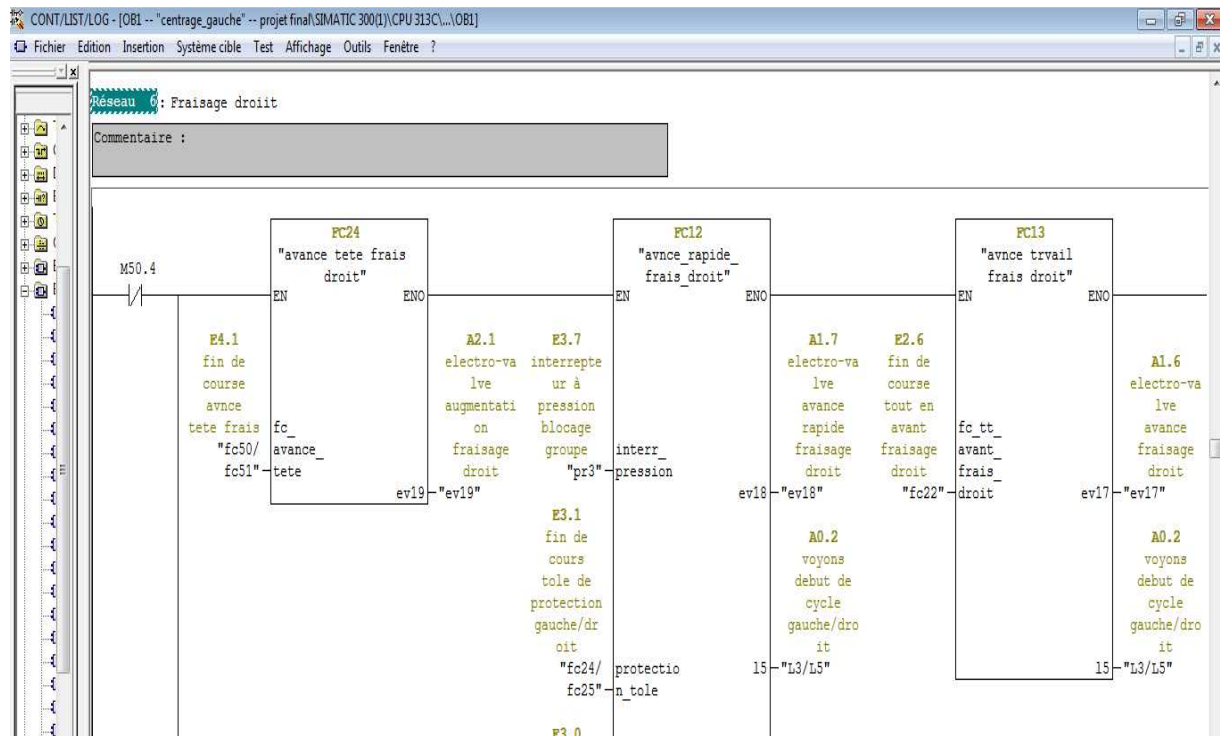 CONT/LIST/LOG - [OB1 -- "centrage_gauche" -- projet final\SIMATIC 300(1)\CPU 313C\...\OB1]
Fichier Edition Insertion Système cible Test Affichage Outils Fenêtre ?
Réseau 6: Fraisage droiit
Commentaire :
M50.4
FC24
"avance tete frais
droit"
EN ENO
E4.1
fin de
course
avnce
tete frais
"fc50/
fc51"
fc_
avance_
tete
A2.1
electro-va
lve
augmentati
on
fraisage
droit
ev19
"ev19"
FC12
"avnce_rapide_
frais_droit"
EN ENO
E3.7
interrepte
ur à
pression
blocage
groupe
"pr3"
interr_
pression
E3.1
fin de
cours
tole de
protection
gauche/dr
oit
"fc24/
fc25"
protectio
n_tole
E3.0
A1.7
electro-va
lve
avance
rapide
fraisage
droit
ev18
"ev18"
A0.2
voyons
debut de
cycle
gauche/dro
it
l5
"L3/L5"
FC13
"avnce trvail
frais droit"
EN ENO
E2.6
fin de
course
tout en
avant
fraisage
droit
"fc22"
fc_tt_
avant_
frais_
droit
A1.6
electro-va
lve
avance
fraisage
droit
ev17
"ev17"
A0.2
voyons
debut de
cycle
gauche/dro
it
l5
"L3/L5"